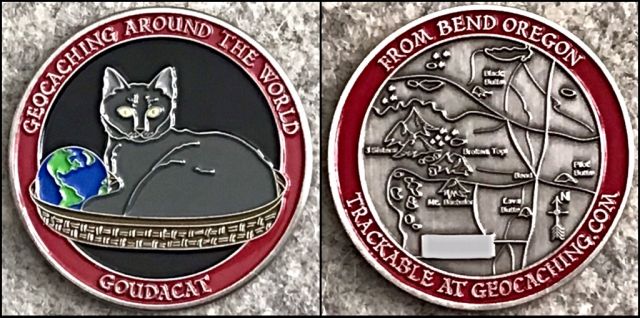 GEOCACHING AROUND THE WORLD
GOUDACAT
FROM BEND OREGON
Black
Butte
3 Sisters
Broken Top
Mt. Bachelor
Bend
Pilot
Butte
Lava
Butte
N
TRACKABLE AT GEOCACHING.COM